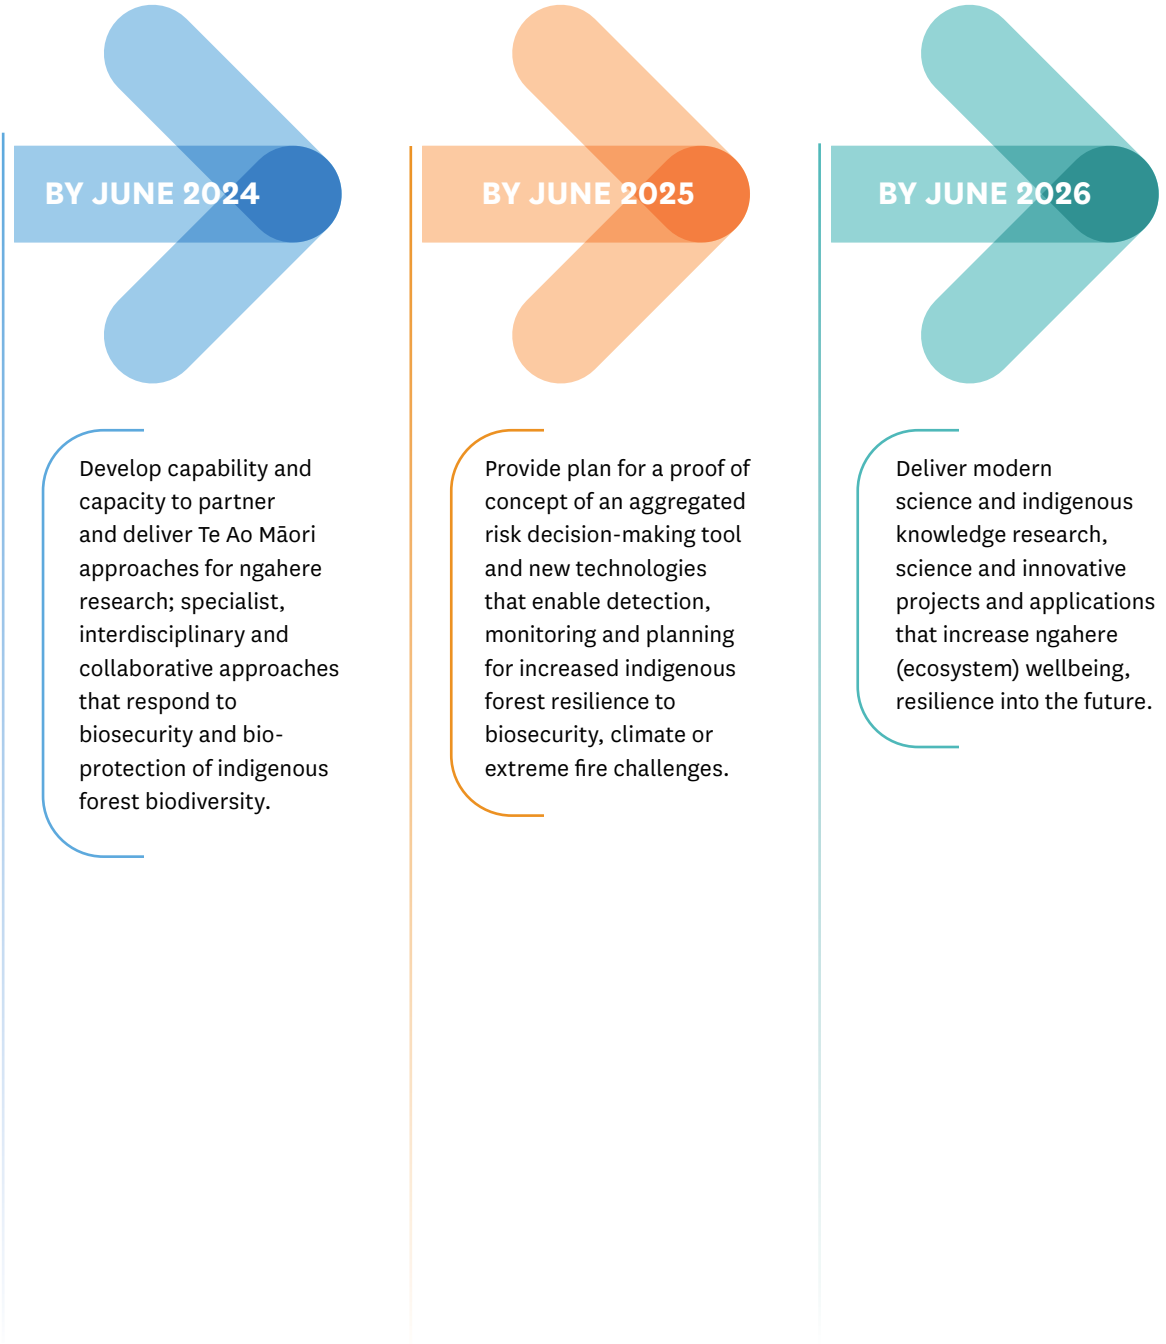 BY JUNE 2024
Develop capability and
capacity to partner
and deliver Te Ao Māori
approaches for ngahere
research; specialist,
interdisciplinary and
collaborative approaches
that respond to
biosecurity and bio-
protection of indigenous
forest biodiversity.
BY JUNE 2025
Provide plan for a proof of
concept of an aggregated
risk decision-making tool
and new technologies
that enable detection,
monitoring and planning
for increased indigenous
forest resilience to
biosecurity, climate or
extreme fire challenges.
BY JUNE 2026
Deliver modern
science and indigenous
knowledge research,
science and innovative
projects and applications
that increase ngahere
(ecosystem) wellbeing,
resilience into the future.